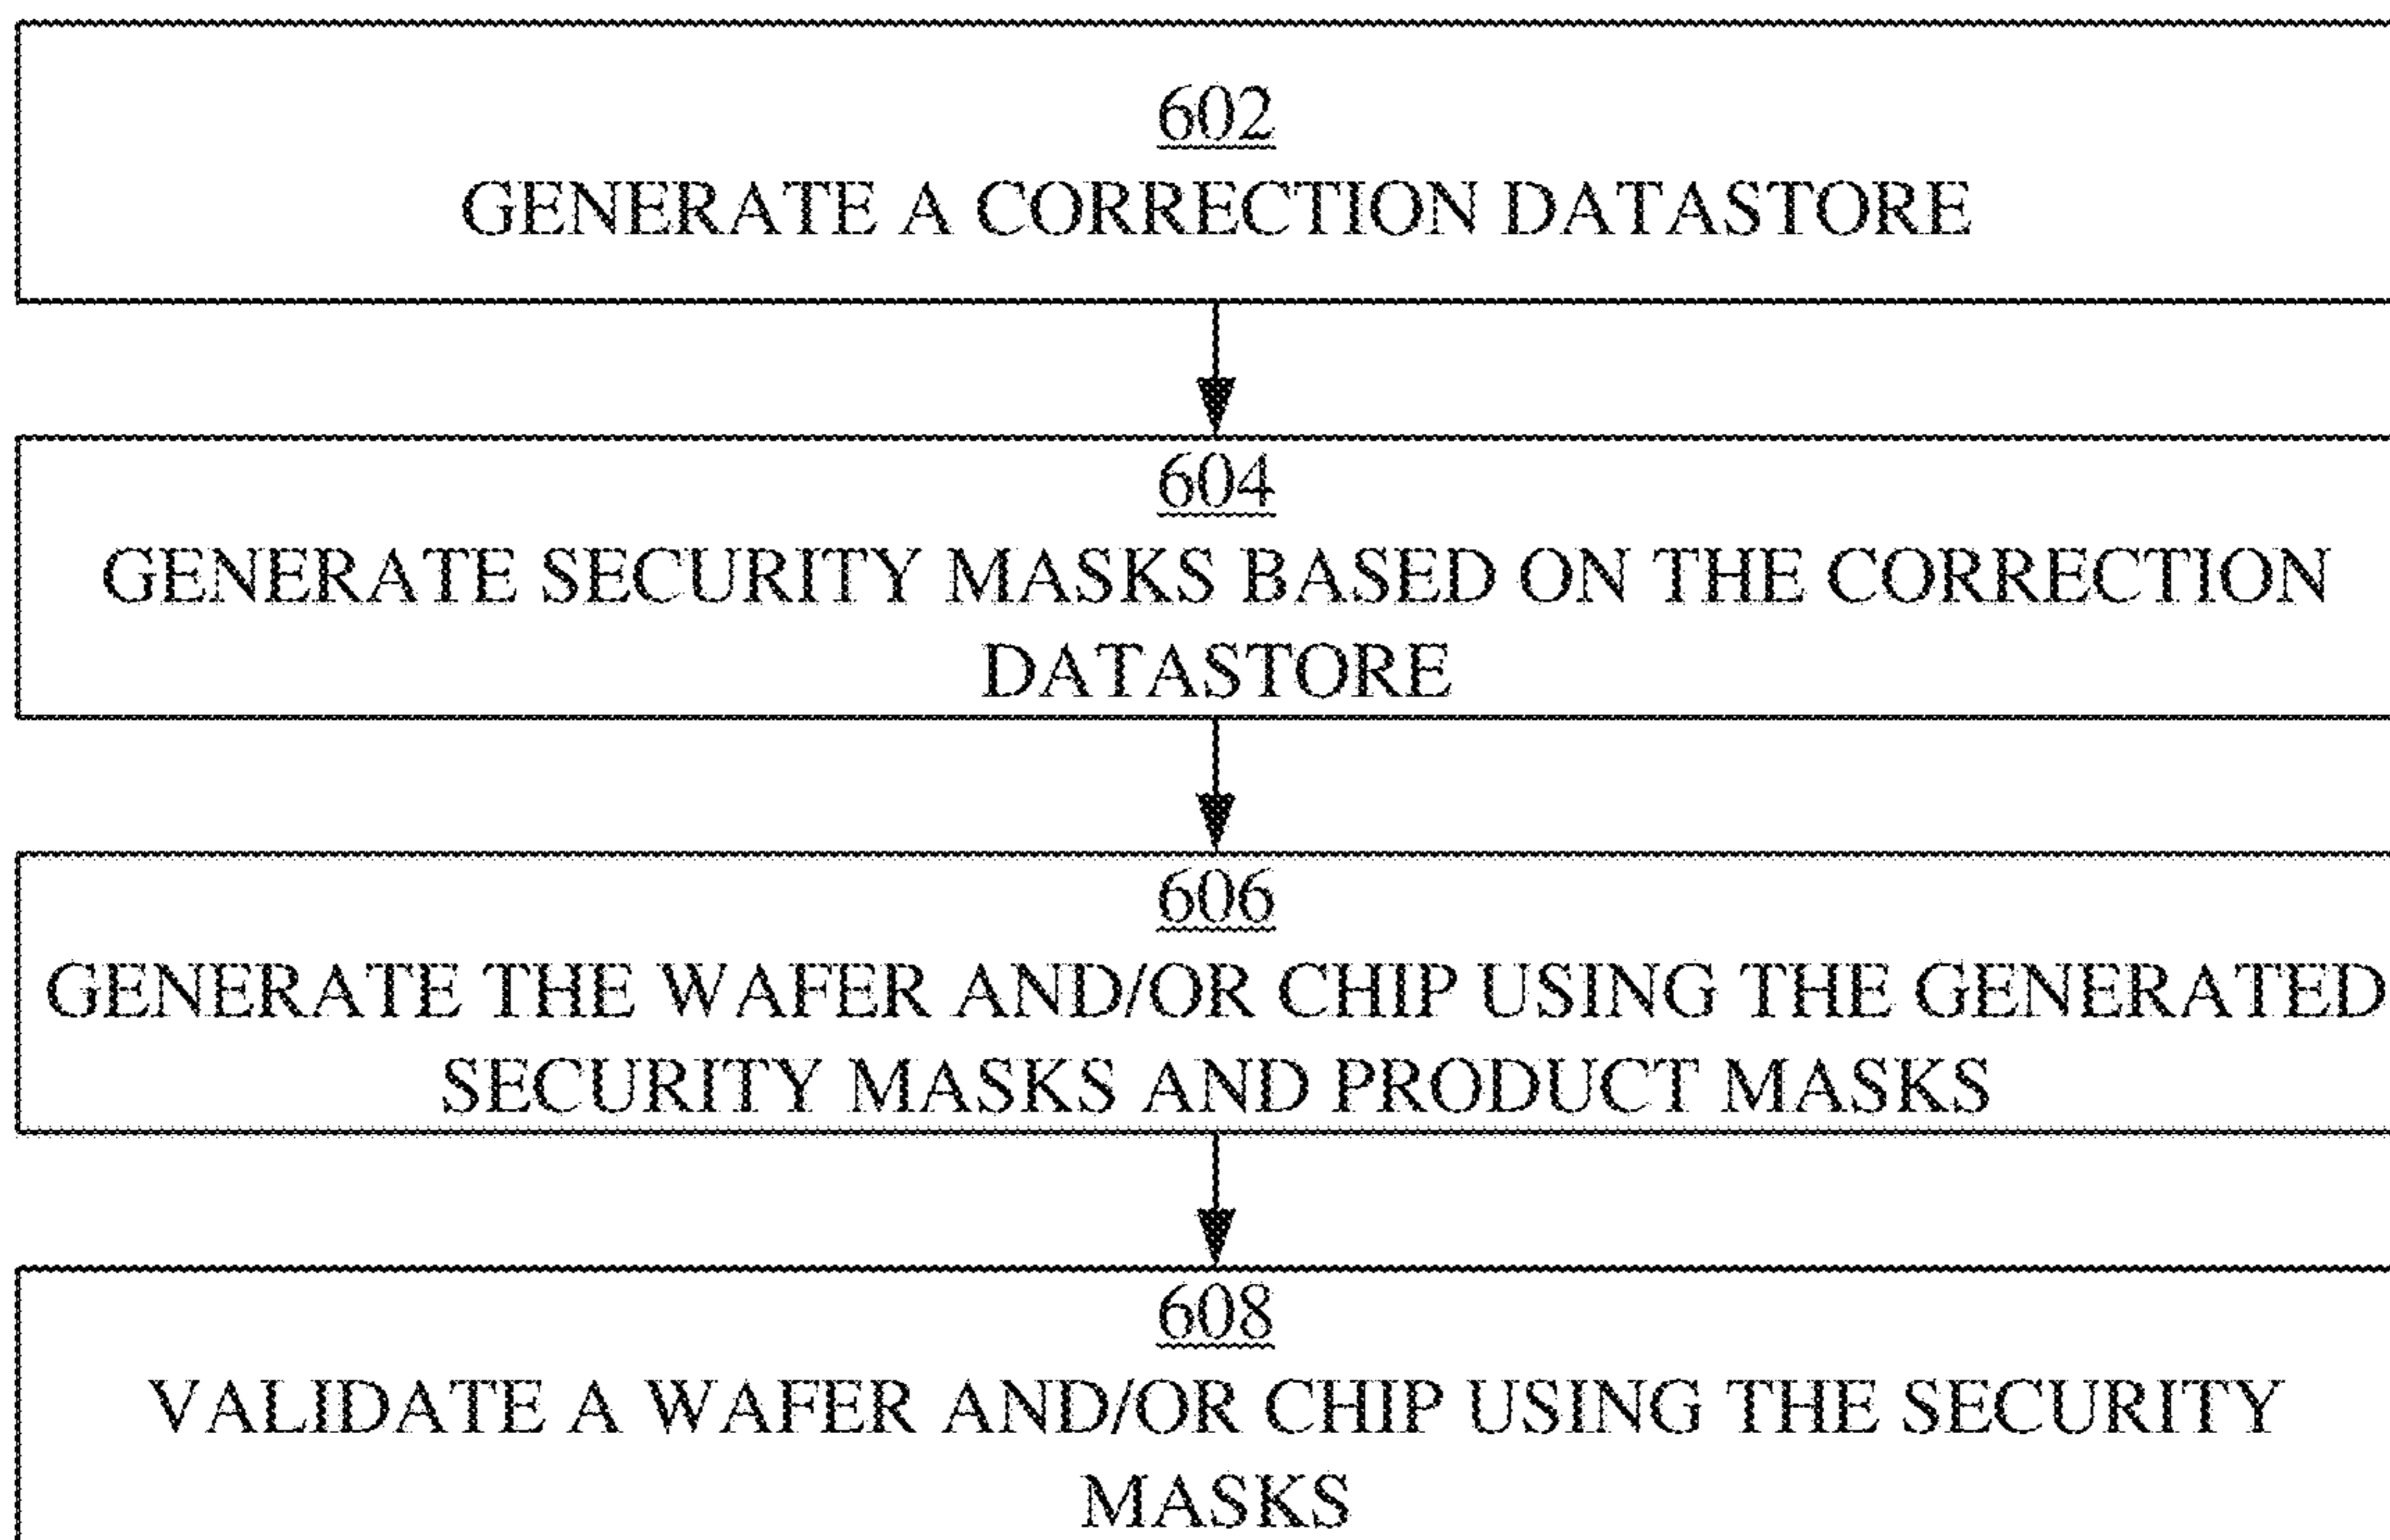 602
GENERATE A CORRECTION DATASTORE
604
GENERATE SECURITY MASKS BASED ON THE CORRECTION
DATASTORE
606
GENERATE THE WAFER AND/OR CHIP USING THE GENERATED
SECURITY MASKS AND PRODUCT MASKS
608
VALIDATE A WAFER AND/OR CHIP USING THE SECURITY
MASKS